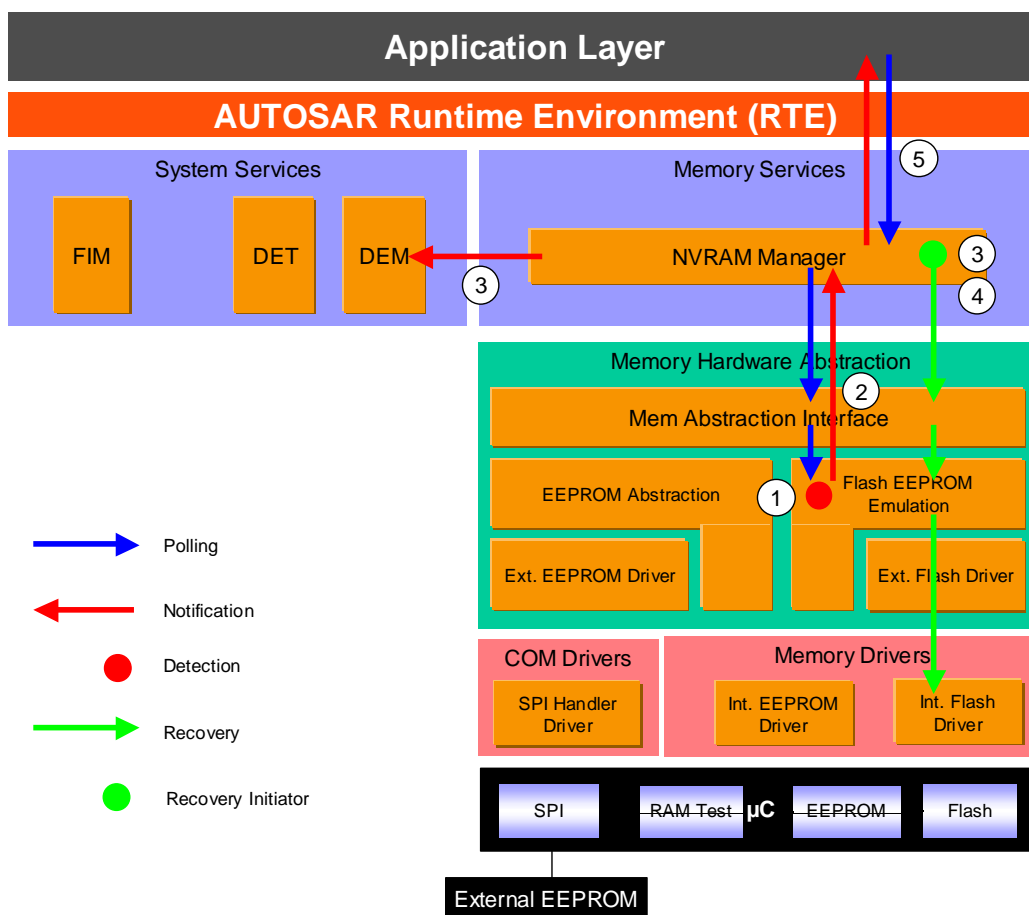 Application Layer
AUTOSAR Runtime Environment (RTE)
System Services
Memory Services
5
FIM
DET
DEM
NVRAM Manager
3
3
4
Memory Hardware Abstraction
2
Mem Abstraction Interface
EEPROM Abstraction
1
Flash EEPROM
Emulation
Ext. EEPROM Driver
Ext. Flash Driver
Polling
Notification
Detection
Recovery
Recovery Initiator
COM Drivers
Memory Drivers
SPI Handler
Driver
Int. EEPROM
Driver
Int. Flash
Driver
SPI
RAM Test
µC
EEPROM
Flash
External EEPROM